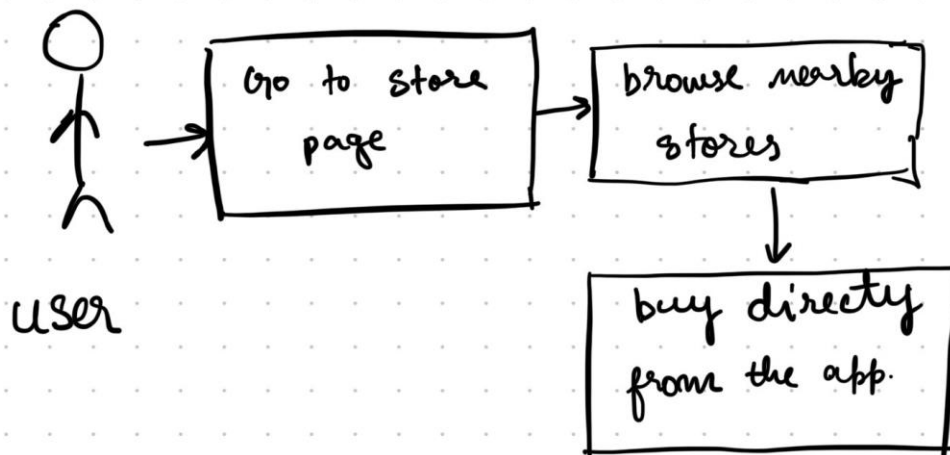 Go to store
page
browse nearby
stores
buy directy
from the app.
user